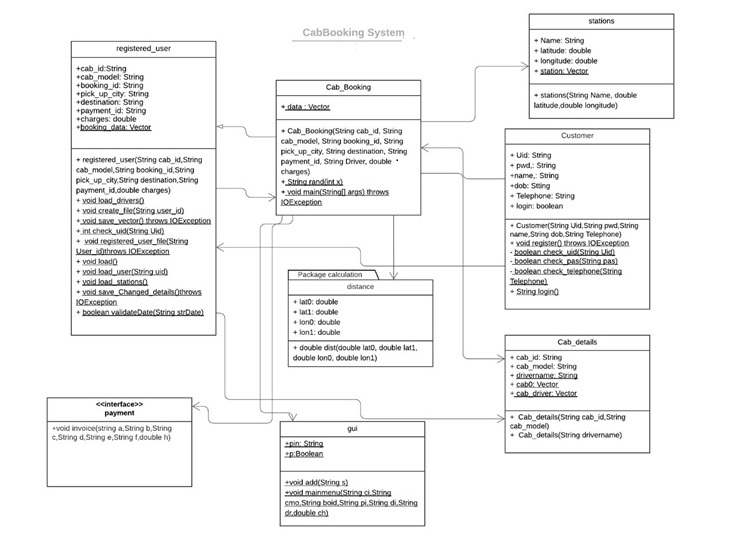 CabBooking System
registered_user
+cab_id:String
+cab_model: String
+booking_id: String
+pick_up_city: String
+destination: String
+payment_id: String
+charges: double
+booking_data: Vector
+ registered_user(String cab_id,String
cab_model,String booking_id,String
pick_up_city,String destination,String
payment_id,double charges)
+ void load_drivers()
+ void create_file(String user_id)
+ void save_vector() throws IOException
+ int check_uid(String Uid)
+ void registered_user_file(String
User_id)throws IOException
+ void load()
+ void load_user(String uid)
+ void load_stations()
+ void save_Changed_details()throws
IOException
+ boolean validateDate(String strDate)
Cab_Booking
+ data : Vector
+ Cab_Booking(String cab_id, String
cab_model, String booking_id, String
pick_up_city, String destination, String
payment_id, String Driver, double
charges)
+ String rand(int x)
+ void main(String[] args) throws
IOException
stations
+ Name: String
+ latitude: double
+ longitude: double
+ station: Vector
+ stations(String Name, double
latitude,double longitude)
Customer
+ Uid: String
+ pwd,: String
+name,: String
+dob: Stting
+ Telephone: String
+ login: boolean
+ Customer(String Uid,String pwd,String
name,String dob,String Telephone)
+ void register() throws IOException
- boolean check_uid(String Uid)
- boolean check_pas(String pas)
- boolean check_telephone(String
Telephone)
+ String login()
Package calculation
distance
+ lat0: double
+ lat1: double
+ lon0: double
+ lon1: double
+ double dist(double lat0, double lat1,
double lon0, double lon1)
Cab_details
+ cab_id: String
+ cab_model: String
+ drivername: String
+ cab0: Vector
+ cab_driver: Vector
+ Cab_details(String cab_id,String
cab_model)
+ Cab_details(String drivername)
<<interface>>
payment
+void invoice(string a,String b,String
c,String d,String e,String f,double h)
gui
+pin: String
+p:Boolean
+void add(String s)
+void mainmenu(String ci,String
cmo,String boid,String pi,String di,String
dr,double ch)